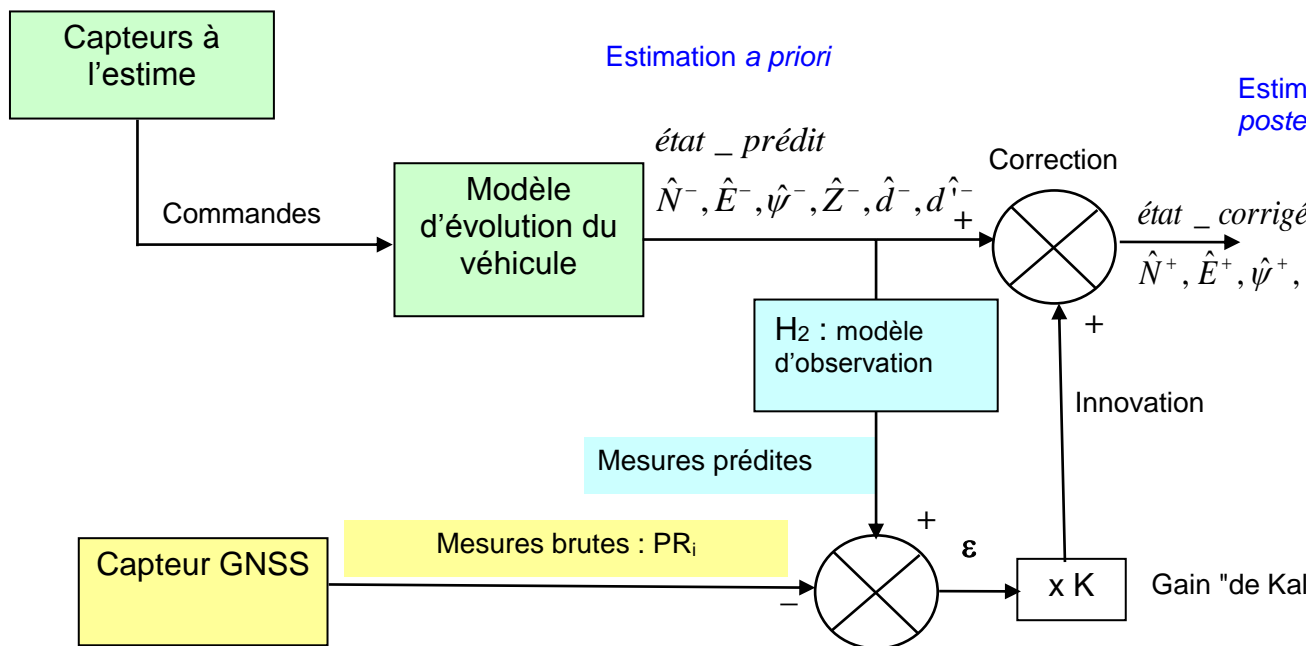 Capteurs à
l'estime
Estimation a priori
Estim
poste
état _ prédit
N̂⁻, Ê⁻, ψ̂⁻, Ẑ⁻, d̂⁻, d̂'⁻
+
Correction
Commandes
Modèle
d'évolution du
véhicule
état _ corrigé
N̂⁺, Ê⁺, ψ̂⁺,
H₂ : modèle
d'observation
+
Innovation
Mesures prédites
+
Capteur GNSS
Mesures brutes : PRᵢ
−
ε
x K
Gain "de Kal